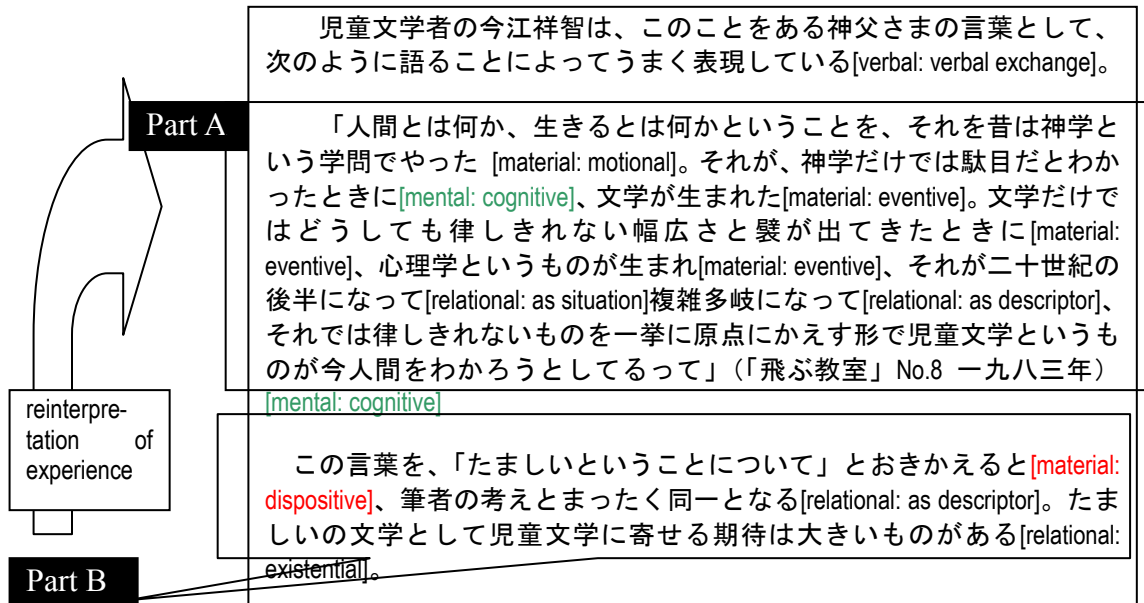 児童文学者の今江祥智は、このことをある神父さまの言葉として、
次のように語ることによってうまく表現している[verbal: verbal exchange]。
Part A
「人間とは何か、生きるとは何かということを、それを昔は神学と
いう学問でやった [material: motional]。それが、神学だけでは駄目だとわか
ったときに[mental: cognitive]、文学が生まれた[material: eventive]。文学だけで
はどうしても律しきれない幅広さと襞が出てきたときに[material:
eventive]、心理学というものが生まれ[material: eventive]、それが二十世紀の
後半になって[relational: as situation]複雑多岐になって[relational: as descriptor]、
それでは律しきれないものを一挙に原点にかえす形で児童文学というも
のが今人間をわかろうとしてるって」（「飛ぶ教室」No.8 一九八三年）
[mental: cognitive]
reinterpre-
tation of
experience
この言葉を、「たましいということについて」とおきかえると[material:
dispositive]、筆者の考えとまったく同一となる[relational: as descriptor]。たま
しいの文学として児童文学に寄せる期待は大きいものがある[relational:
existential]。
Part B